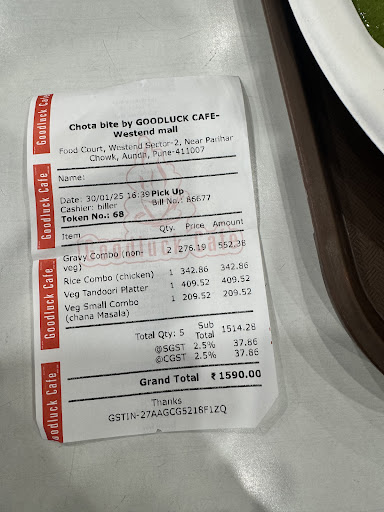 Chota bite by GOODLUCK CAFE-
Westend mall
Food Court, Westend Sector-2, Near Parihar
Chowk, Aundh, Pune-411007
Name:
Date: 30/01/25 16:39 Pick Up
Cashier: biller Bill No.: 86677
Token No.: 68
Item Qty. Price Amount
Gravy Combo (non 2 276.19 552.38
veg)
Rice Combo (chicken) 1 342.86 342.86
Veg Tandoori Platter 1 409.52 409.52
Veg Small Combo 1 209.52 209.52
(chana Masala)
Total Qty: 5 Sub Total 1514.28
@SGST 2.5% 37.86
@CGST 2.5% 37.86
Grand Total ₹ 1590.00
Thanks
GSTIN-27AAGCG5218F1ZQ
Goodluck Cafe
Goodluck Cafe
Goodluck Cafe
Goodluck Cafe
Goodluck Cafe
Goodluck Cafe